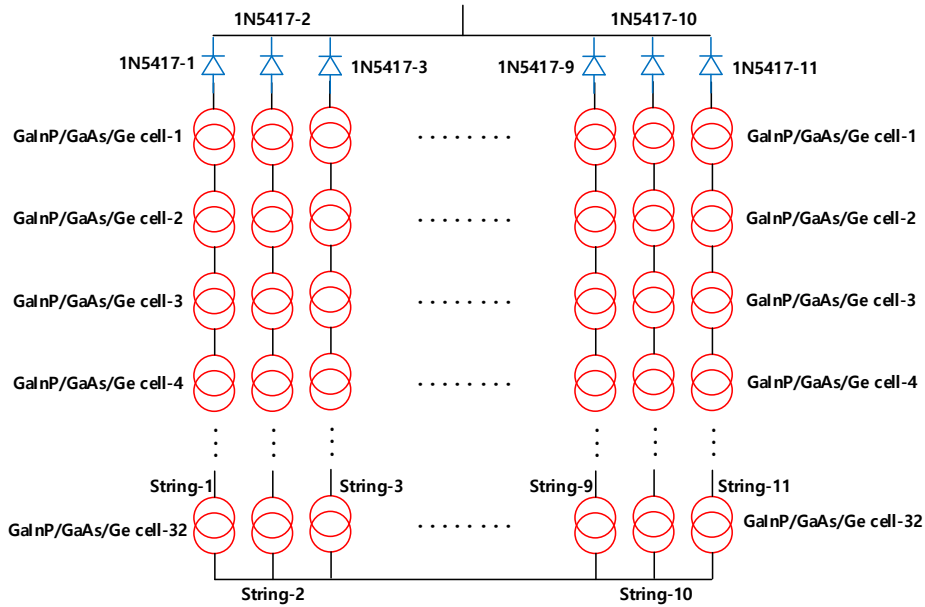 1N5417-2
1N5417-10
1N5417-1
1N5417-3
1N5417-9
1N5417-11
GaInP/GaAs/Ge cell-1
GaInP/GaAs/Ge cell-1
GaInP/GaAs/Ge cell-2
GaInP/GaAs/Ge cell-2
GaInP/GaAs/Ge cell-3
GaInP/GaAs/Ge cell-3
GaInP/GaAs/Ge cell-4
GaInP/GaAs/Ge cell-4
String-1
String-3
String-9
String-11
GaInP/GaAs/Ge cell-32
GaInP/GaAs/Ge cell-32
String-2
String-10